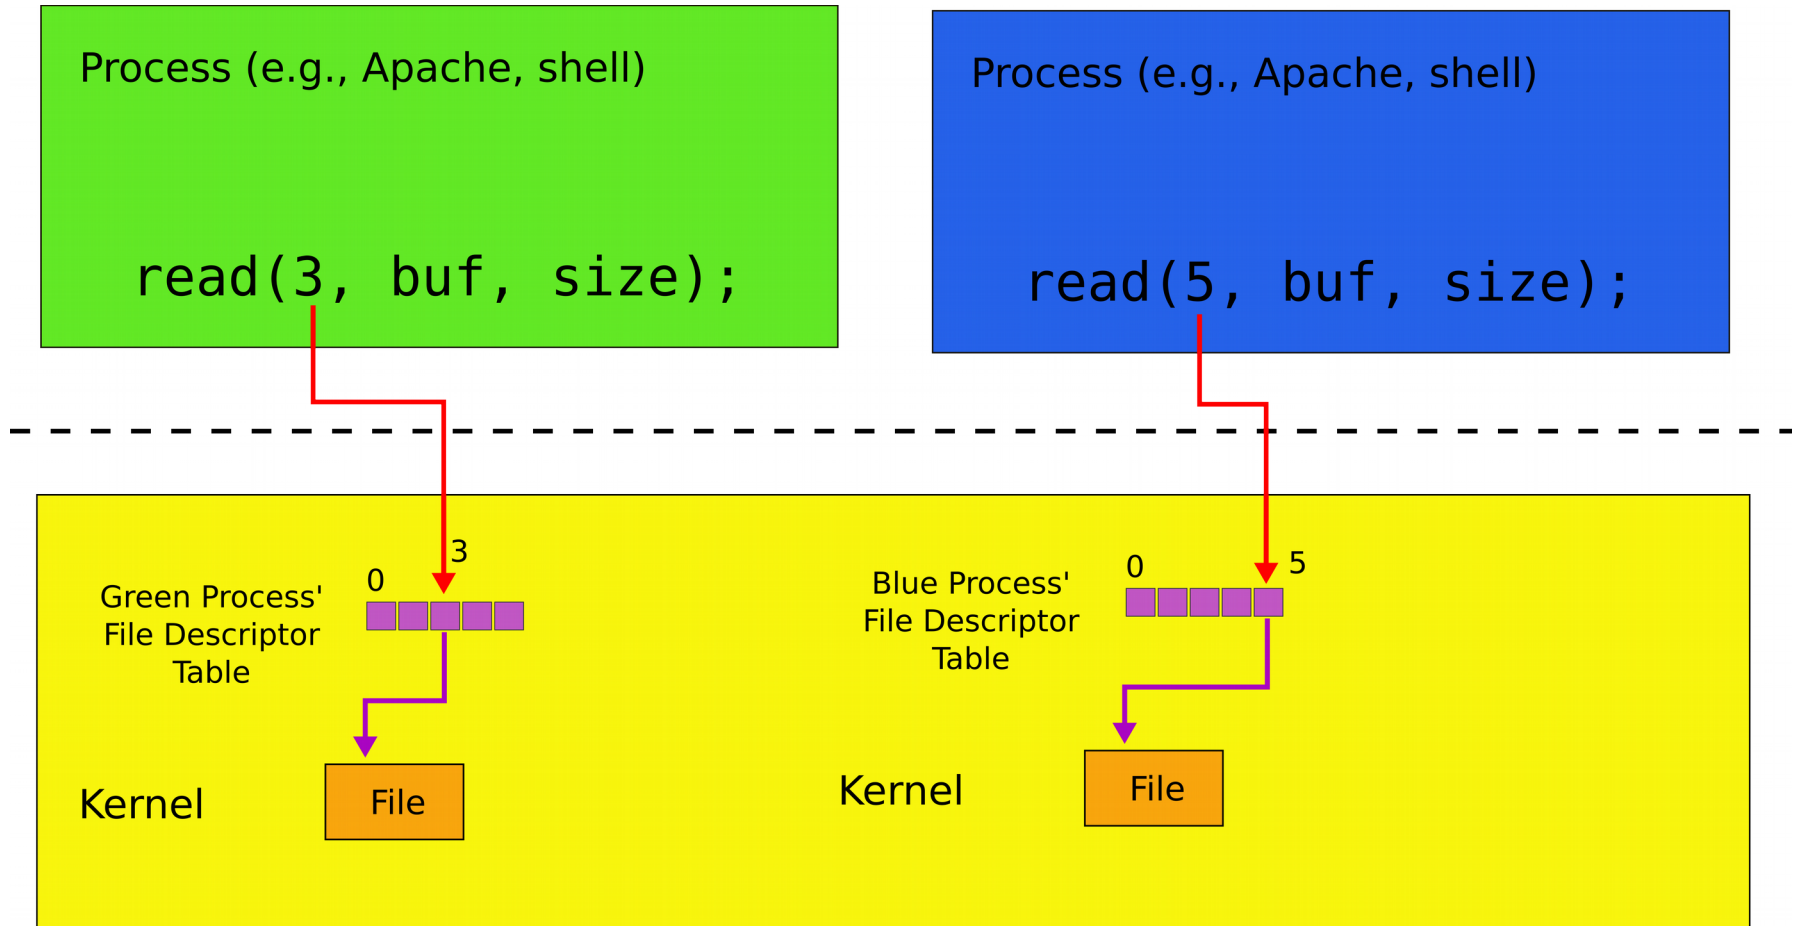 Process (e.g., Apache, shell)
read(3, buf, size);
Process (e.g., Apache, shell)
read(5, buf, size);
0
3
Green Process'
File Descriptor
Table
Kernel
File
0
5
Blue Process'
File Descriptor
Table
Kernel
File